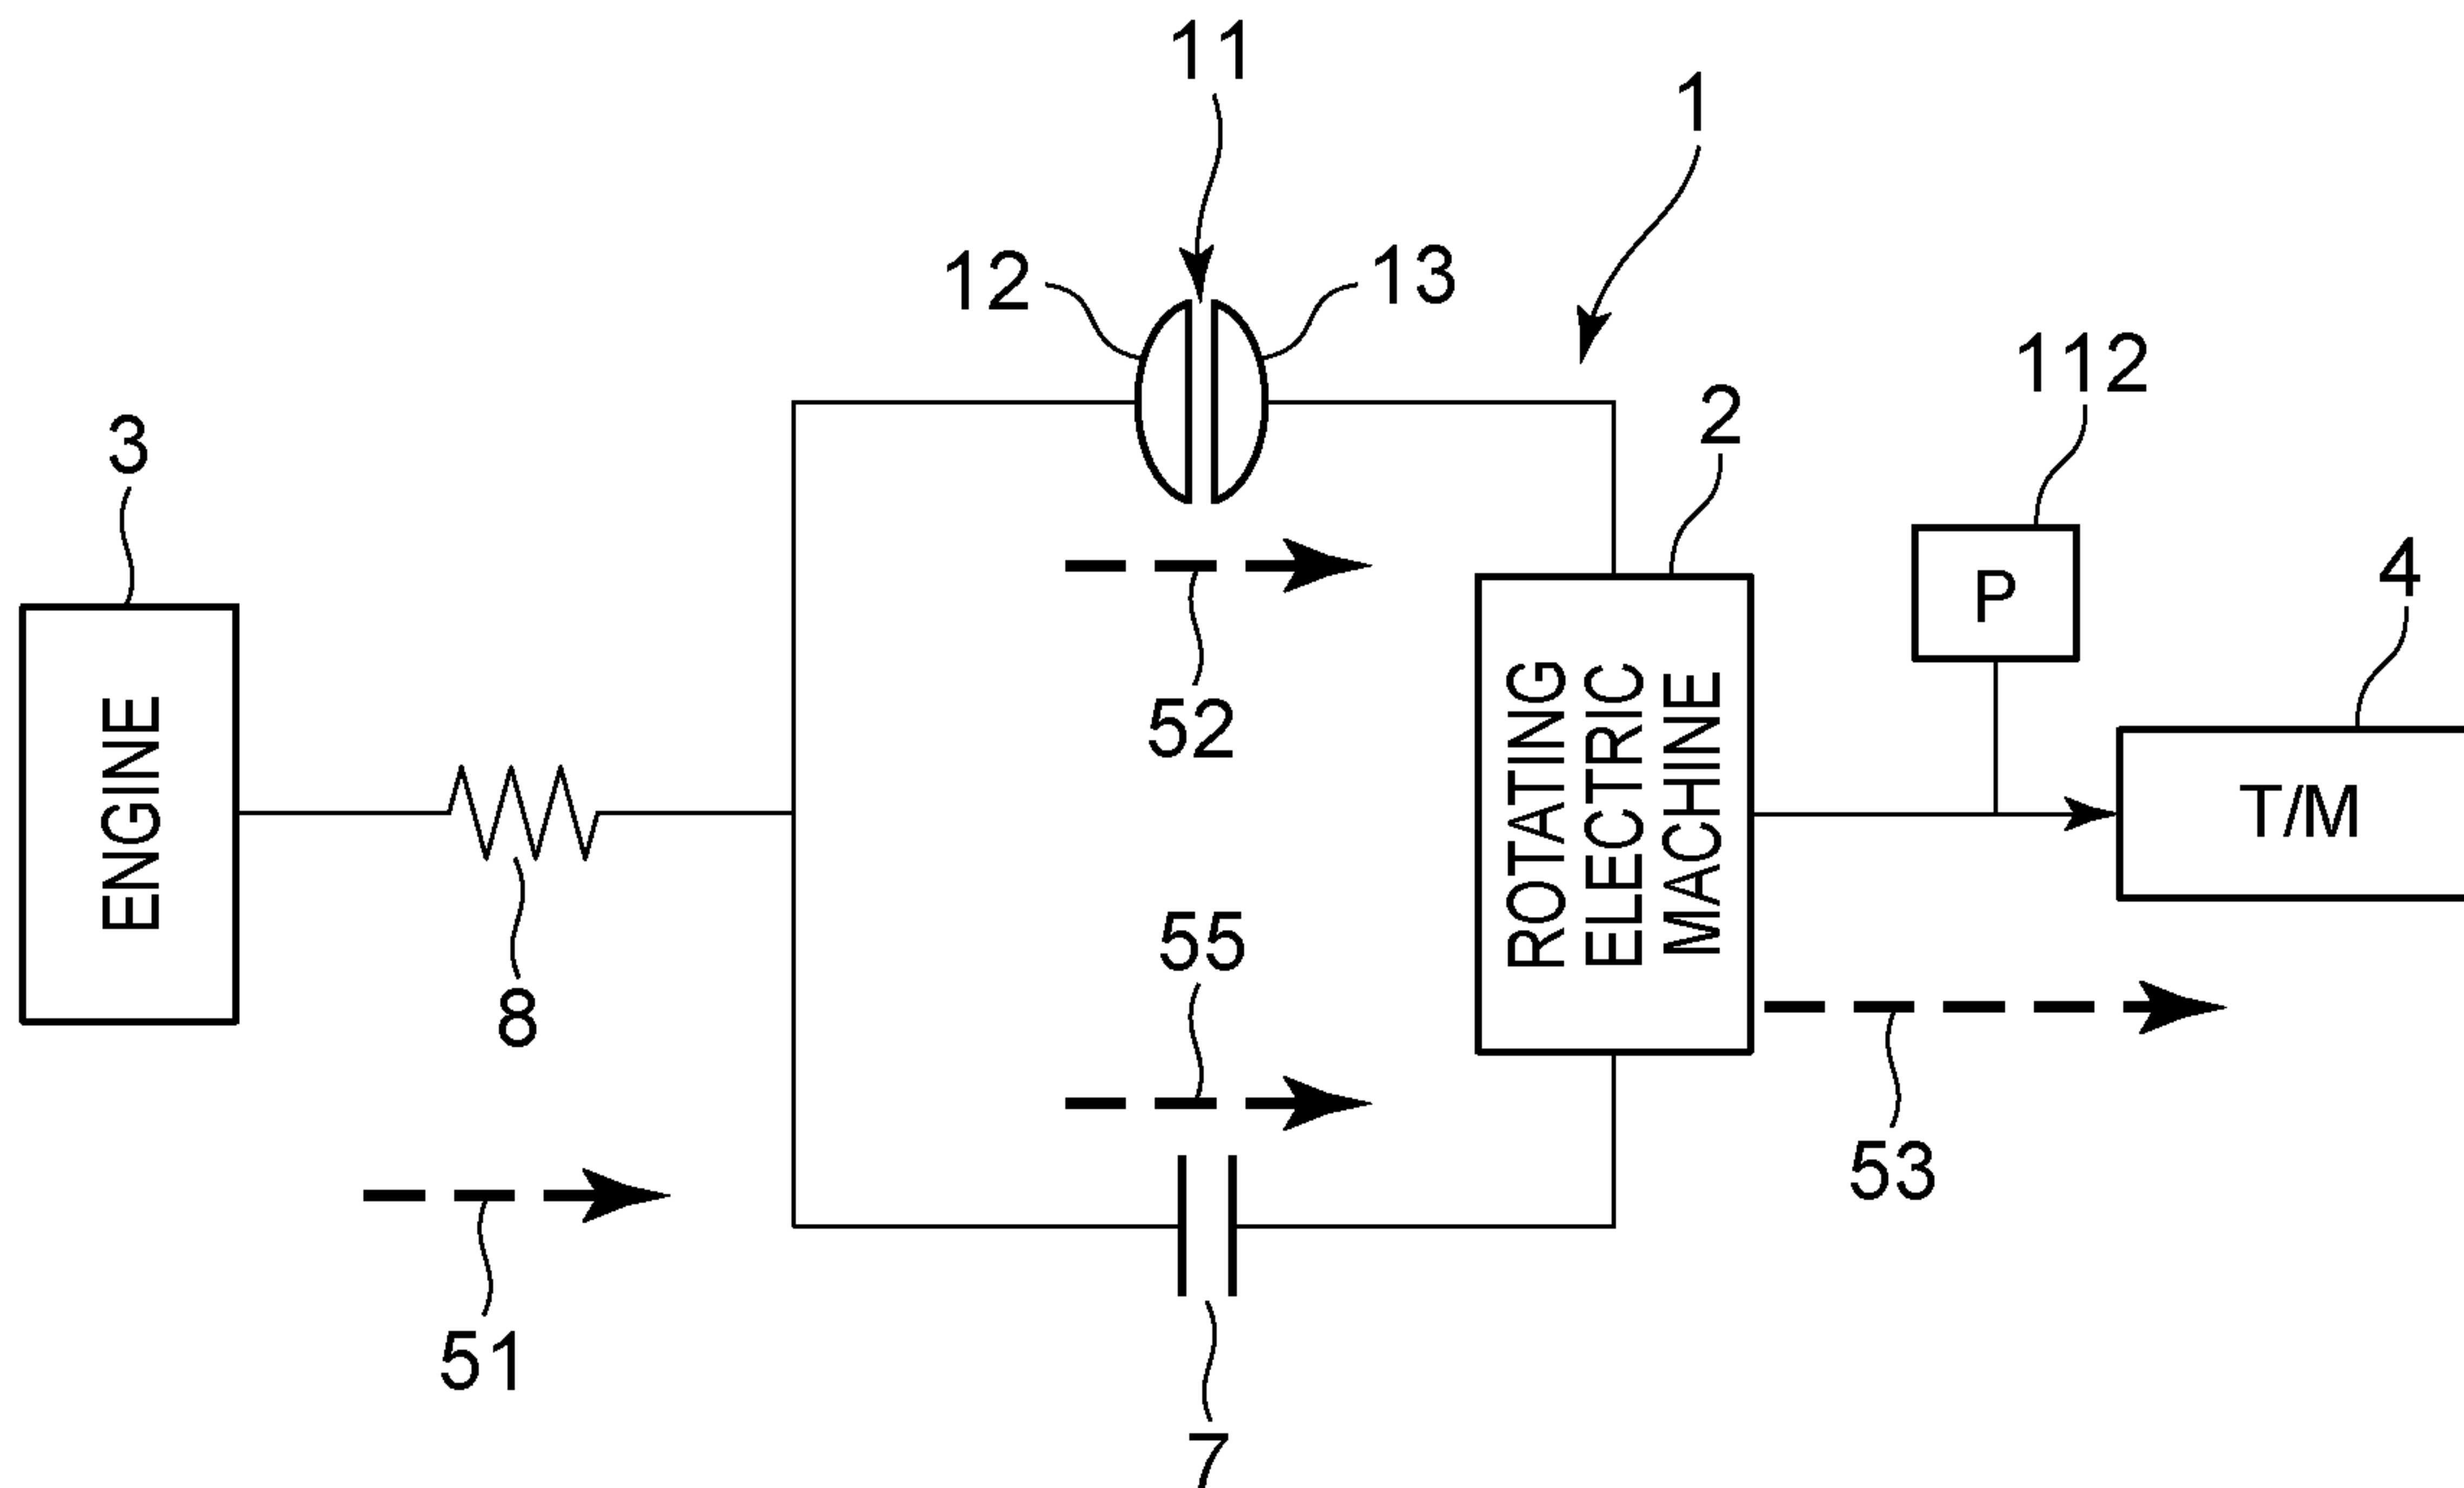 11
1
12
13
112
2
3
4
P
ENGINE
52
ROTATING
ELECTRIC
MACHINE
T/M
8
55
53
51
7